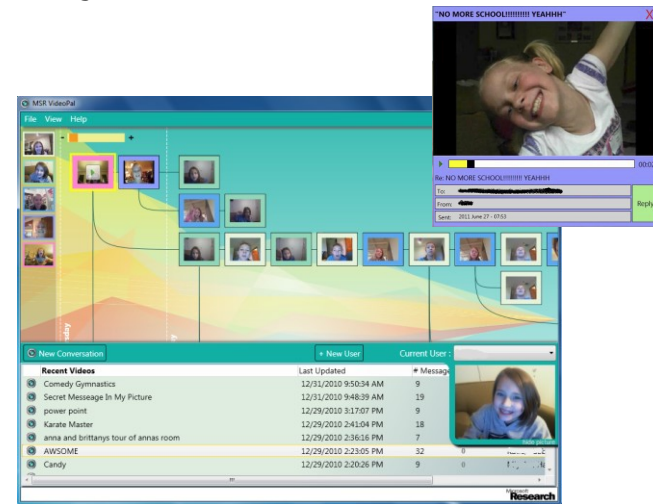 "NO MORE SCHOOL!!!!!!!!!! YEAHHH" X
00:02
Re: NO MORE SCHOOL!!!!!!!!!! YEAHHH
To:
From:
Sent: 2011 June 27 - 07:53
Reply
MSR VideoPal
File View Help
- +
New Conversation + New User Current User :
Recent Videos Last Updated # Message
Comedy Gymnastics 12/31/2010 9:50:34 AM 9
Secret Messeage In My Picture 12/31/2010 9:48:39 AM 19
power point 12/29/2010 3:17:07 PM 9
Karate Master 12/29/2010 2:41:04 PM 18
anna and brittanys tour of annas room 12/29/2010 2:36:16 PM 7
AWSOME 12/29/2010 2:23:05 PM 32 0
Candy 12/29/2010 2:20:26 PM 9 0
hide picture
Microsoft
Research